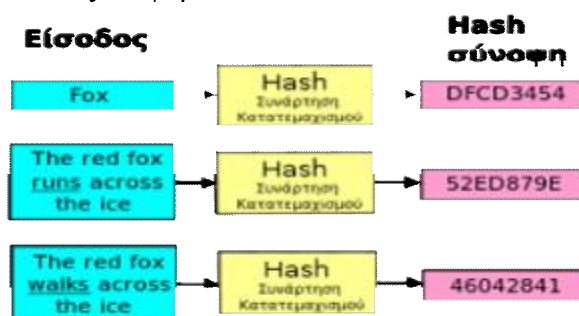 Είσοδος
Hash
σύνοψη
Fox
Hash
Συνάρτηση
Κατατεμαχισμού
DFCD3454
The red fox
runs across
the ice
Hash
Συνάρτηση
Κατατεμαχισμού
52ED879E
The red fox
walks across
the ice
Hash
Συνάρτηση
Κατατεμαχισμού
46042841